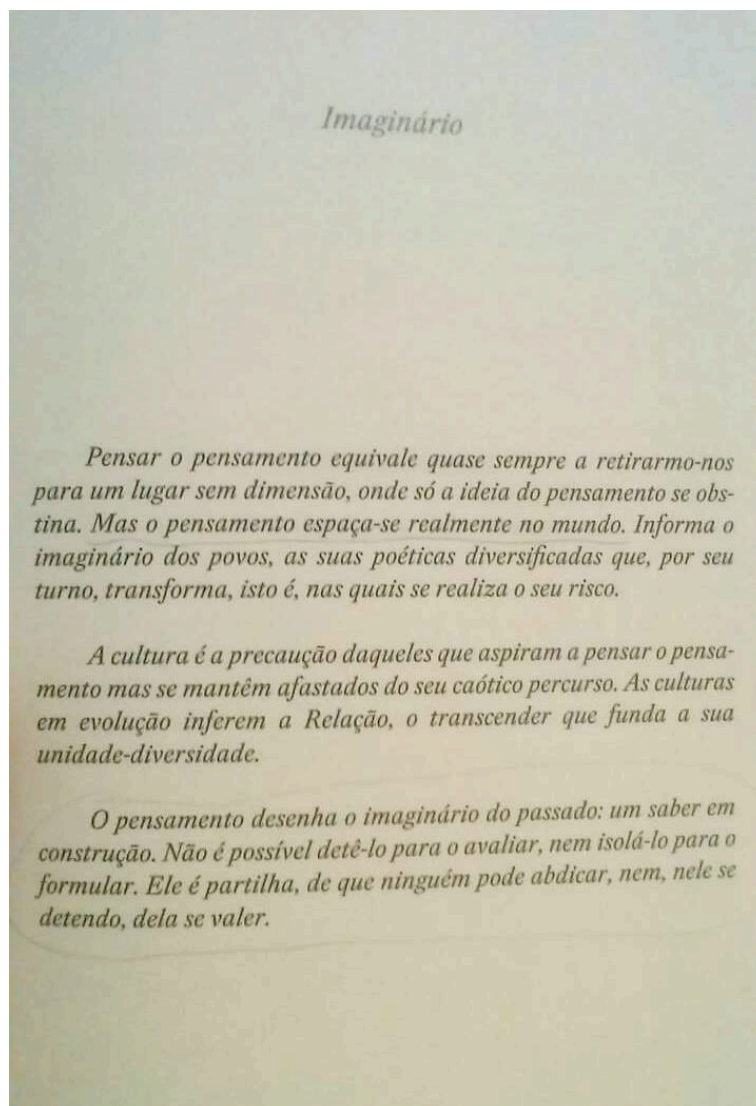 Imaginário
Pensar o pensamento equivale quase sempre a retirarmo-nos
para um lugar sem dimensão, onde só a ideia do pensamento se obs-
tina. Mas o pensamento espaça-se realmente no mundo. Informa o
imaginário dos povos, as suas poéticas diversificadas que, por seu
turno, transforma, isto é, nas quais se realiza o seu risco.
A cultura é a precaução daqueles que aspiram a pensar o pensa-
mento mas se mantêm afastados do seu caótico percurso. As culturas
em evolução inferem a Relação, o transcender que funda a sua
unidade-diversidade.
O pensamento desenha o imaginário do passado: um saber em
construção. Não é possível detê-lo para o avaliar, nem isolá-lo para o
formular. Ele é partilha, de que ninguém pode abdicar, nem, nele se
detendo, dela se valer.